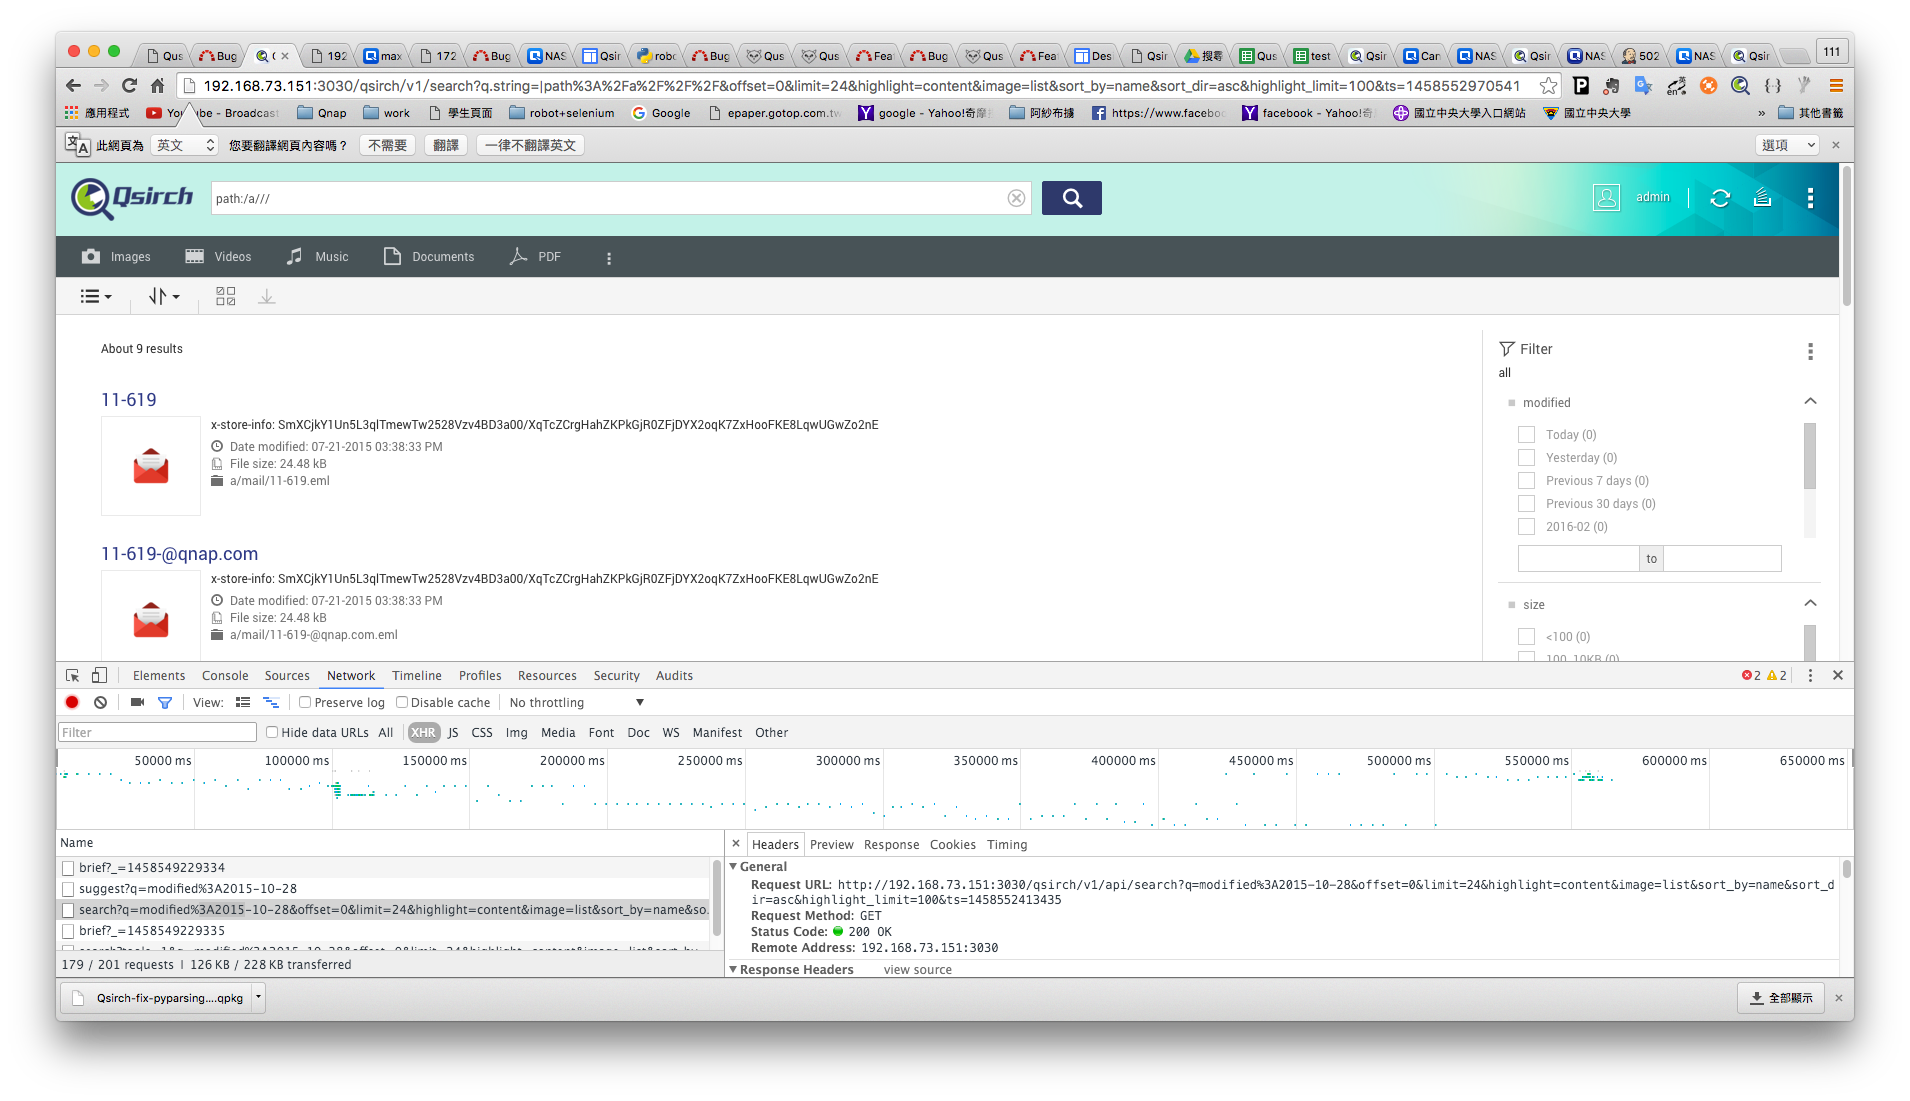 Qus
Bug
192
max
172
Bug
NAS
Qsir
robo
Bug
Qus
Qus
Fea
Bug
Qus
Fea
Des
Qsir
搜尋
Qus
test
Qsir
Can
NAS
Qsir
NAS
502
NAS
Qsir
111
192.168.73.151:3030/qsirch/v1/search?q.string=|path%3A%2Fa%2F%2F%2F&offset=0&limit=24&highlight=content&image=list&sort_by=name&sort_dir=asc&highlight_limit=100&ts=1458552970541
應用程式
YouTube - Broadcast
Qnap
work
學生頁面
robot+selenium
Google
epaper.gotop.com.tw
google - Yahoo!奇摩
阿紗布擄
https://www.facebo
facebook - Yahoo!奇
國立中央大學入口網站
國立中央大學
»
其他書籤
此網頁為
英文
您要翻譯網頁內容嗎？
不需要
翻譯
一律不翻譯英文
選項
Qsirch
path:/a///
admin
Images
Videos
Music
Documents
PDF
About 9 results
11-619
x-store-info: SmXCjkY1Un5L3qlTmewTw2528Vzv4BD3a00/XqTcZCrgHahZKPkGjR0ZFjDYX2oqK7ZxHooFKE8LqwUGwZo2nE
Date modified: 07-21-2015 03:38:33 PM
File size: 24.48 kB
a/mail/11-619.eml
11-619-@qnap.com
x-store-info: SmXCjkY1Un5L3qlTmewTw2528Vzv4BD3a00/XqTcZCrgHahZKPkGjR0ZFjDYX2oqK7ZxHooFKE8LqwUGwZo2nE
Date modified: 07-21-2015 03:38:33 PM
File size: 24.48 kB
a/mail/11-619-@qnap.com.eml
Filter
all
modified
Today (0)
Yesterday (0)
Previous 7 days (0)
Previous 30 days (0)
2016-02 (0)
to
size
<100 (0)
100, 10KB (0)
Elements Console Sources Network Timeline Profiles Resources Security Audits
2 2
View:
Preserve log
Disable cache
No throttling
Filter
Hide data URLs
All XHR JS CSS Img Media Font Doc WS Manifest Other
50000 ms 100000 ms 150000 ms 200000 ms 250000 ms 300000 ms 350000 ms 400000 ms 450000 ms 500000 ms 550000 ms 600000 ms 650000 ms
Name
brief?_=1458549229334
suggest?q=modified%3A2015-10-28
search?q=modified%3A2015-10-28&offset=0&limit=24&highlight=content&image=list&sort_by=name&so...
brief?_=1458549229335
179 / 201 requests | 126 KB / 228 KB transferred
Headers Preview Response Cookies Timing
General
Request URL: http://192.168.73.151:3030/qsirch/v1/api/search?q=modified%3A2015-10-28&offset=0&limit=24&highlight=content&image=list&sort_by=name&sort_d
ir=asc&highlight_limit=100&ts=1458552413435
Request Method: GET
Status Code: 200 OK
Remote Address: 192.168.73.151:3030
Response Headers view source
Qsirch-fix-pyparsing....qpkg
全部顯示